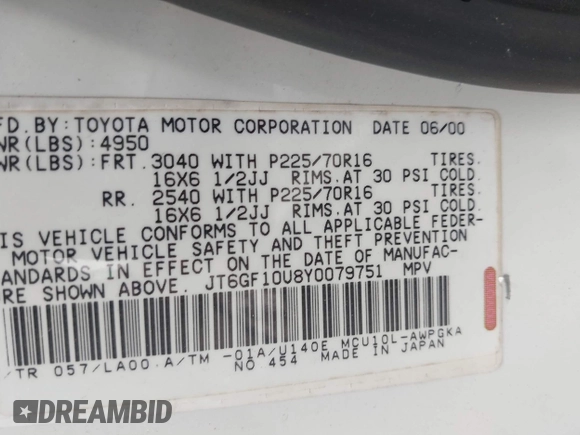 FD. BY: TOYOTA MOTOR CORPORATION DATE 06/00
WR(LBS): 4950
WR(LBS): FRT. 3040 WITH P225/70R16 TIRES.
16X6 1/2JJ RIMS. AT 30 PSI COLD.
RR. 2540 WITH P225/70R16 TIRES.
16X6 1/2JJ RIMS. AT 30 PSI COLD.
IS VEHICLE CONFORMS TO ALL APPLICABLE FEDER-
MOTOR VEHICLE SAFETY AND THEFT PREVENTION
ANDARDS IN EFFECT ON THE DATE OF MANUFAC-
RE SHOWN ABOVE. JT6GF10U8Y0079751 MPV
/TR 057/LA00 A/TM -01A/U140E MCU10L-AWPGKA
NO 454 MADE IN JAPAN
DREAMBID